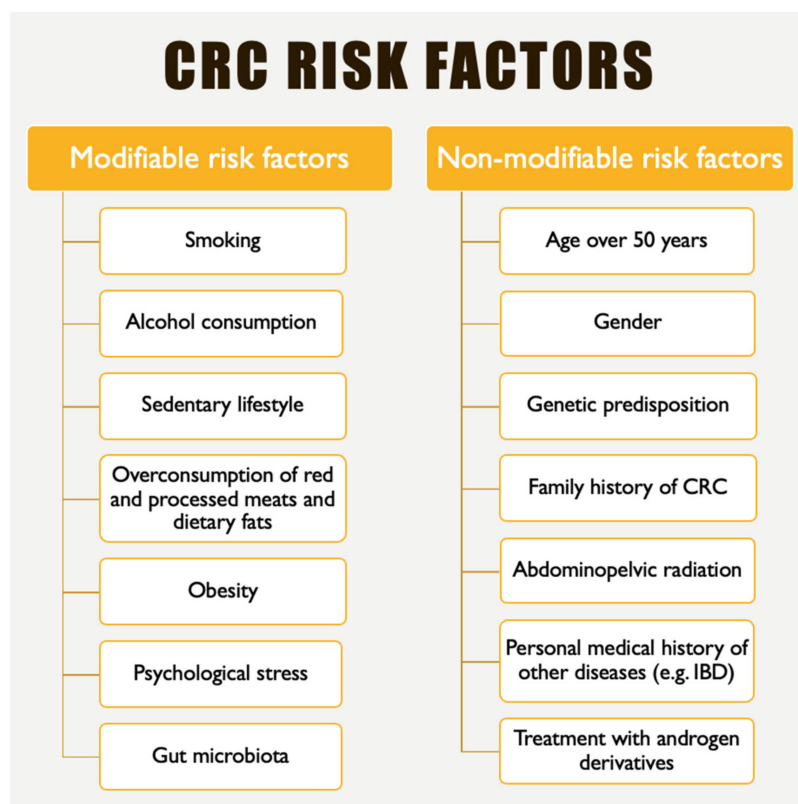 CRC RISK FACTORS
Modifiable risk factors
Smoking
Alcohol consumption
Sedentary lifestyle
Overconsumption of red
and processed meats and
dietary fats
Obesity
Psychological stress
Gut microbiota
Non-modifiable risk factors
Age over 50 years
Gender
Genetic predisposition
Family history of CRC
Abdominopelvic radiation
Personal medical history of
other diseases (e.g. IBD)
Treatment with androgen
derivatives